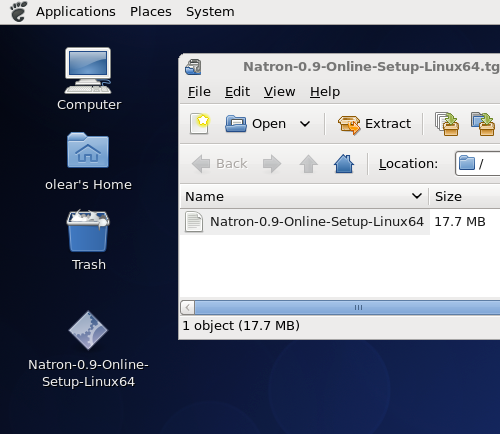 Applications Places System
Computer
olear's Home
Trash
Natron-0.9-Online-
Setup-Linux64
Natron-0.9-Online-Setup-Linux64.tg
File Edit View Help
Open Extract
Back Location: /
Name Size
Natron-0.9-Online-Setup-Linux64 17.7 MB
1 object (17.7 MB)